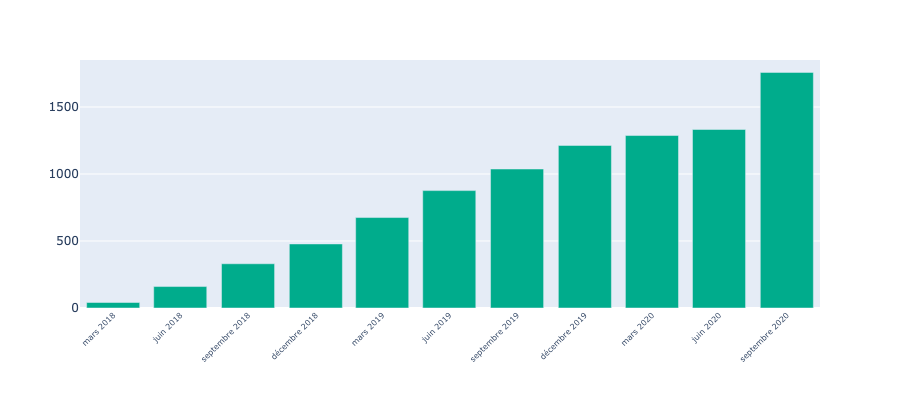 1500
1000
500
0
mars 2018
juin 2018
septembre 2018
décembre 2018
mars 2019
juin 2019
septembre 2019
décembre 2019
mars 2020
juin 2020
septembre 2020